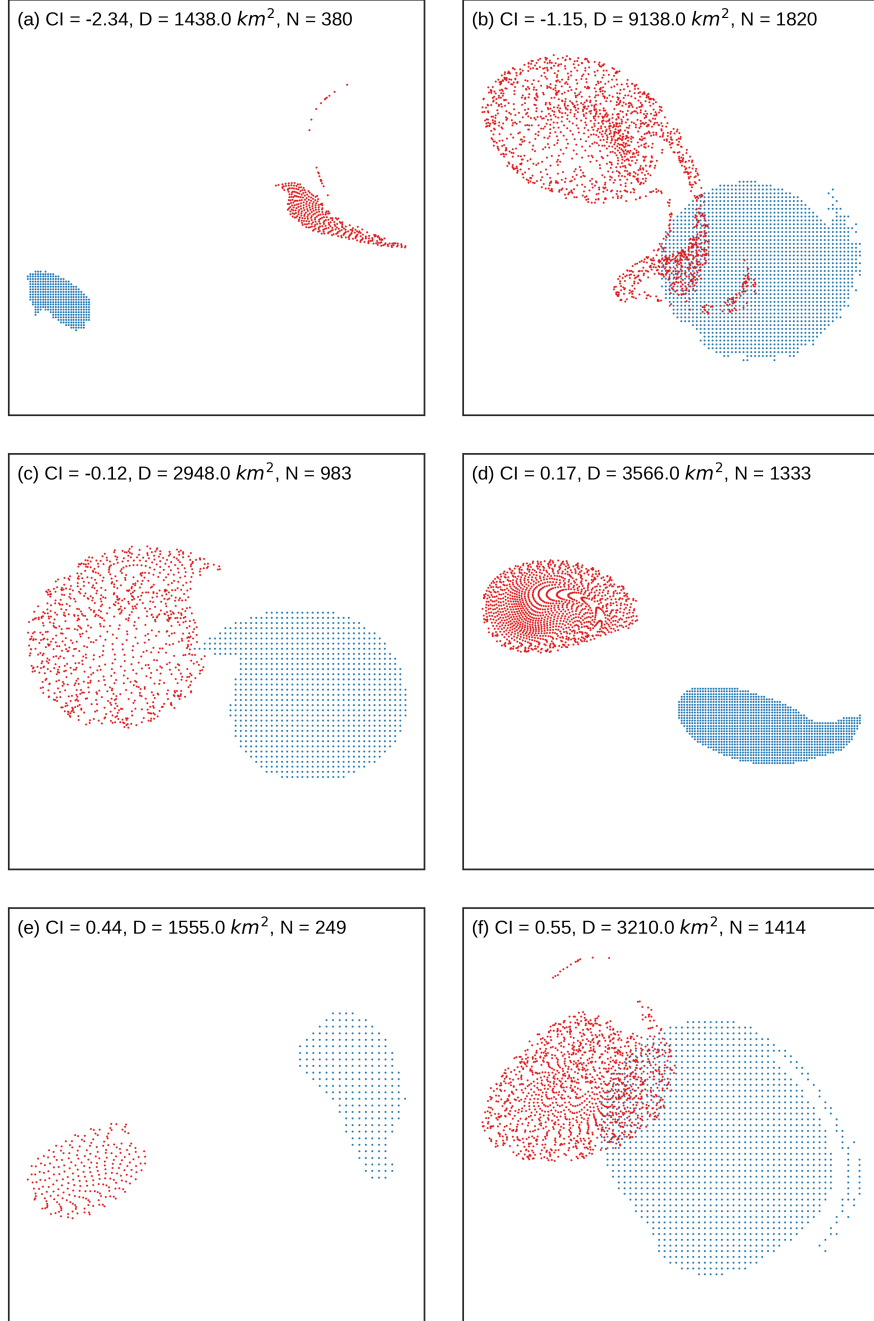 (a) CI = -2.34, D = 1438.0 km², N = 380
(b) CI = -1.15, D = 9138.0 km², N = 1820
(c) CI = -0.12, D = 2948.0 km², N = 983
(d) CI = 0.17, D = 3566.0 km², N = 1333
(e) CI = 0.44, D = 1555.0 km², N = 249
(f) CI = 0.55, D = 3210.0 km², N = 1414